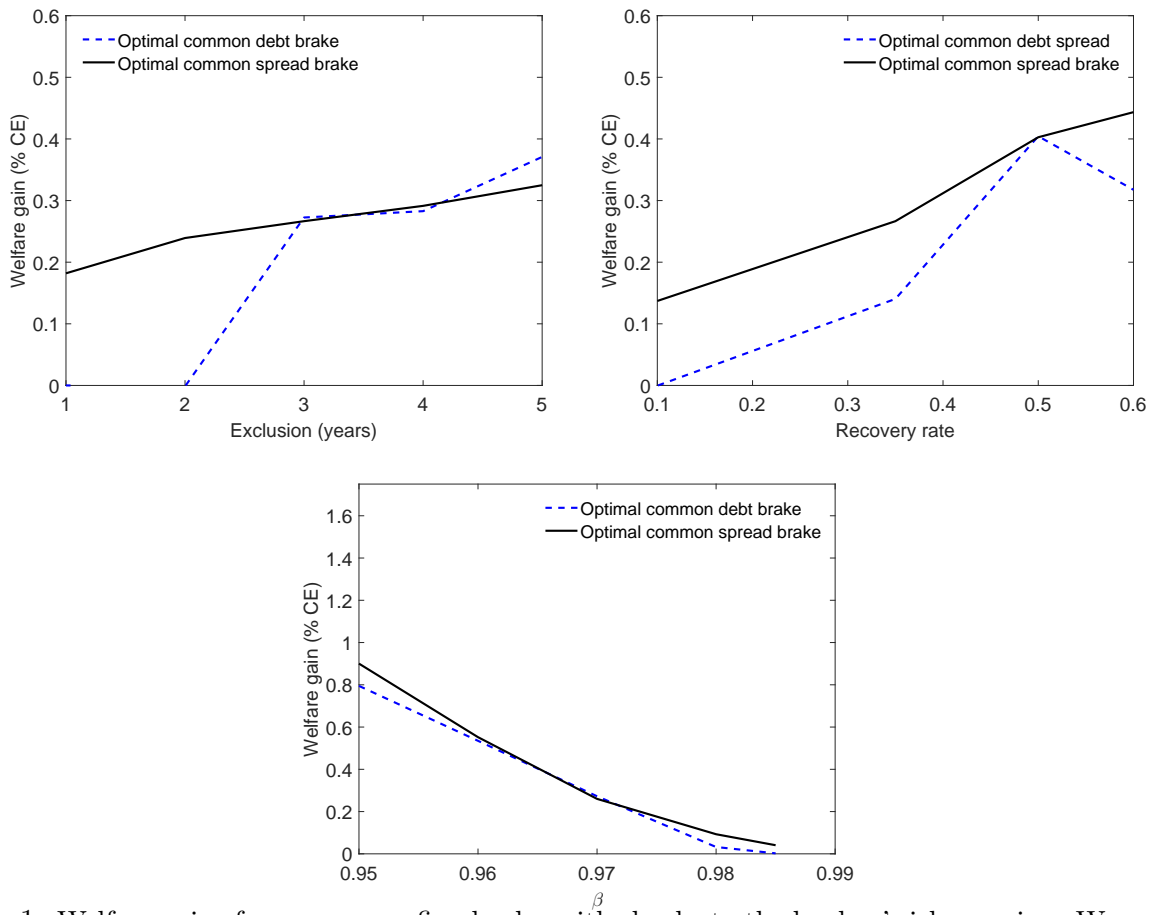 0.6
0.5
0.4
0.3
0.2
0.1
0
Welfare gain (% CE)
Optimal common debt brake
Optimal common spread brake
1 2 3 4 5
Exclusion (years)
0.6
0.5
0.4
0.3
0.2
0.1
0
Welfare gain (% CE)
Optimal common debt spread
Optimal common spread brake
0.1 0.2 0.3 0.4 0.5 0.6
Recovery rate
1.6
1.4
1.2
1
0.8
0.6
0.4
0.2
0
Welfare gain (% CE)
Optimal common debt brake
Optimal common spread brake
0.95 0.96 0.97 0.98 0.99
β